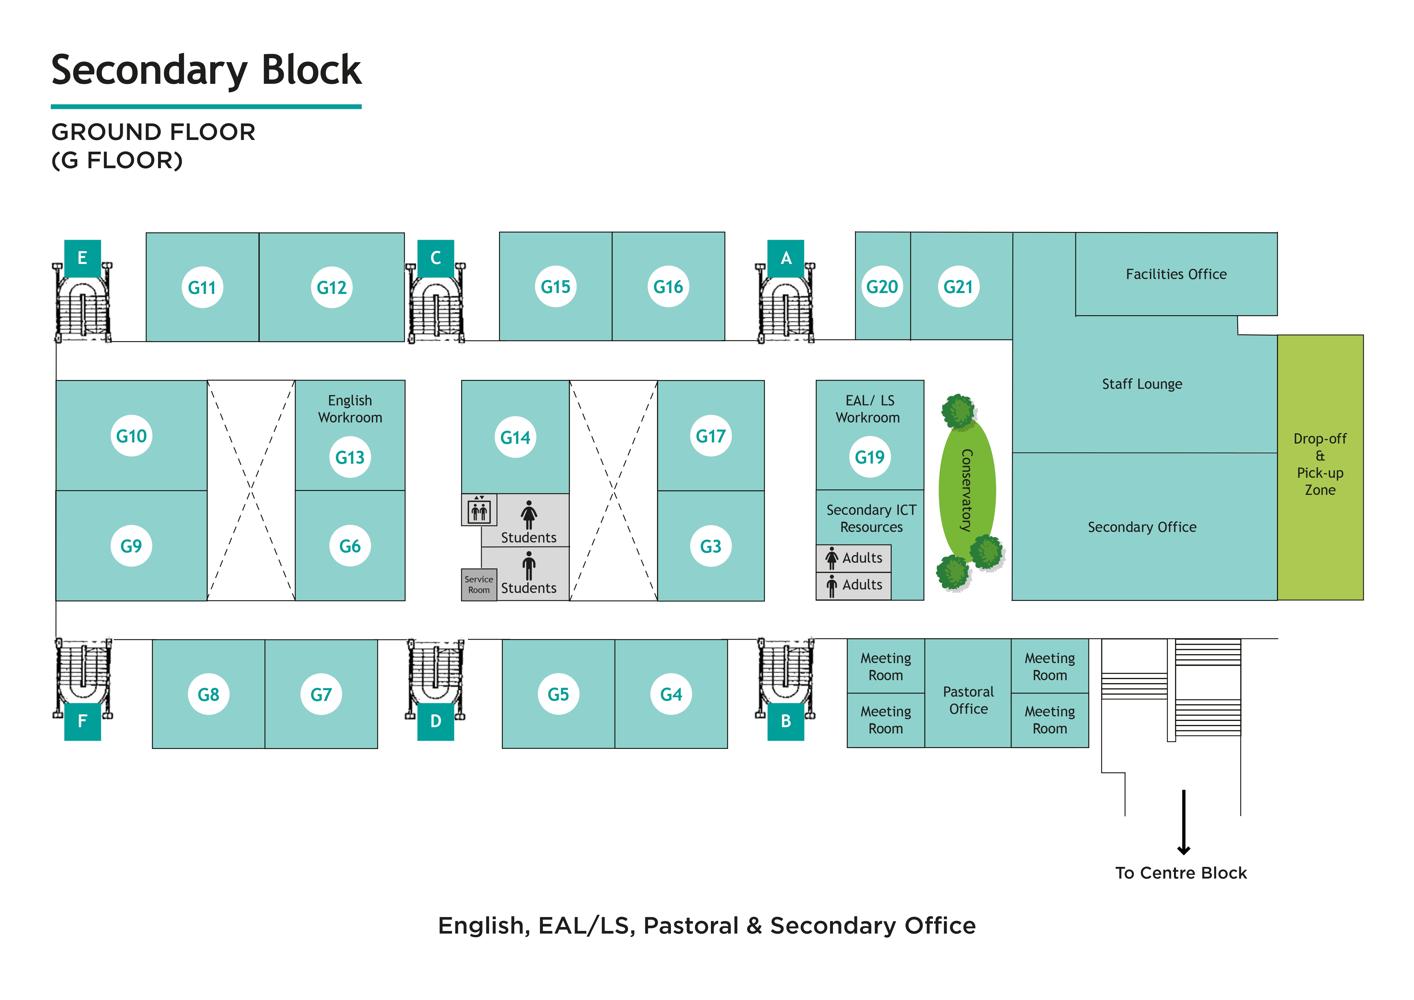 Secondary Block
GROUND FLOOR
(G FLOOR)
E
C
A
G11
G12
G15
G16
G20
G21
Facilities Office
Staff Lounge
G10
English
Workroom
G13
G14
G17
EAL/ LS
Workroom
G19
Conservatory
Drop-off
&
Pick-up
Zone
G9
G6
Students
Students
Service
Room
G3
Secondary ICT
Resources
Adults
Adults
Secondary Office
F
G8
G7
D
G5
G4
B
Meeting
Room
Meeting
Room
Pastoral
Office
Meeting
Room
Meeting
Room
To Centre Block
English, EAL/LS, Pastoral & Secondary Office